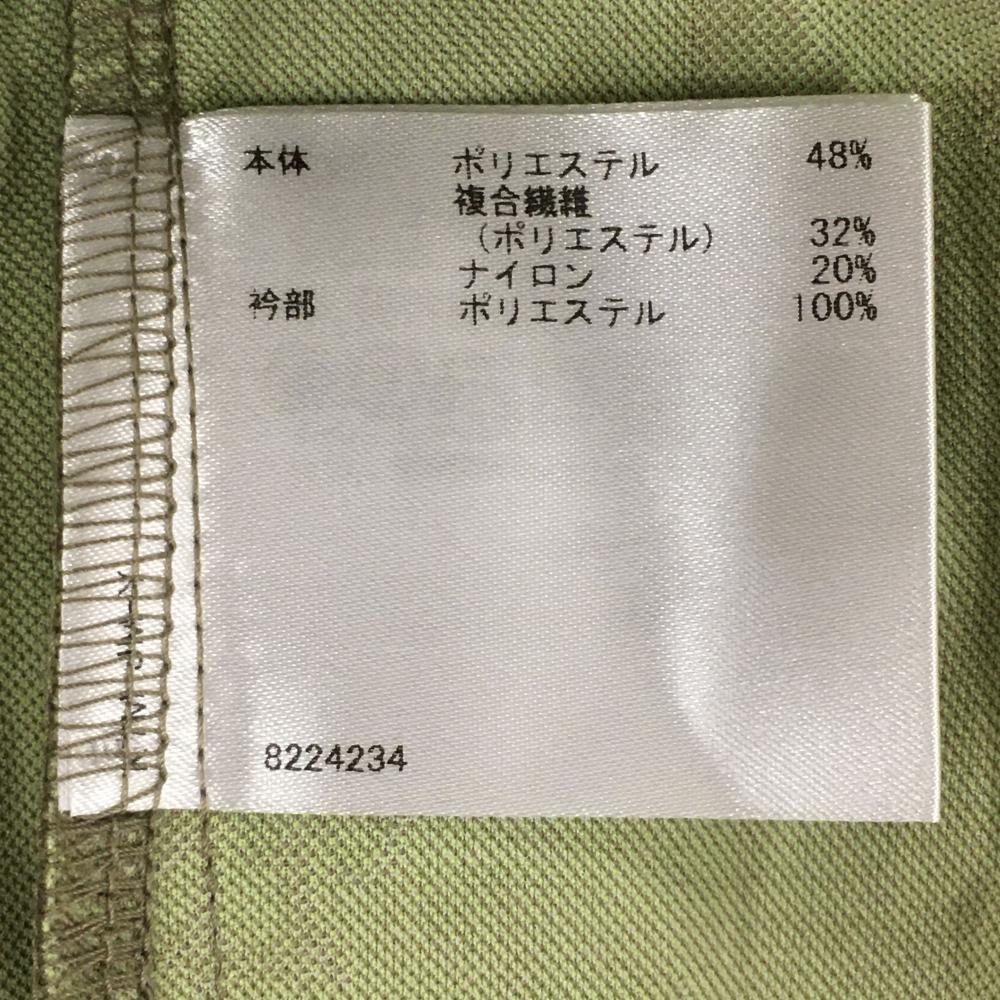 本体 ポリエステル 48%
複合繊維
(ポリエステル) 32%
ナイロン 20%
衿部 ポリエステル 100%
8224234